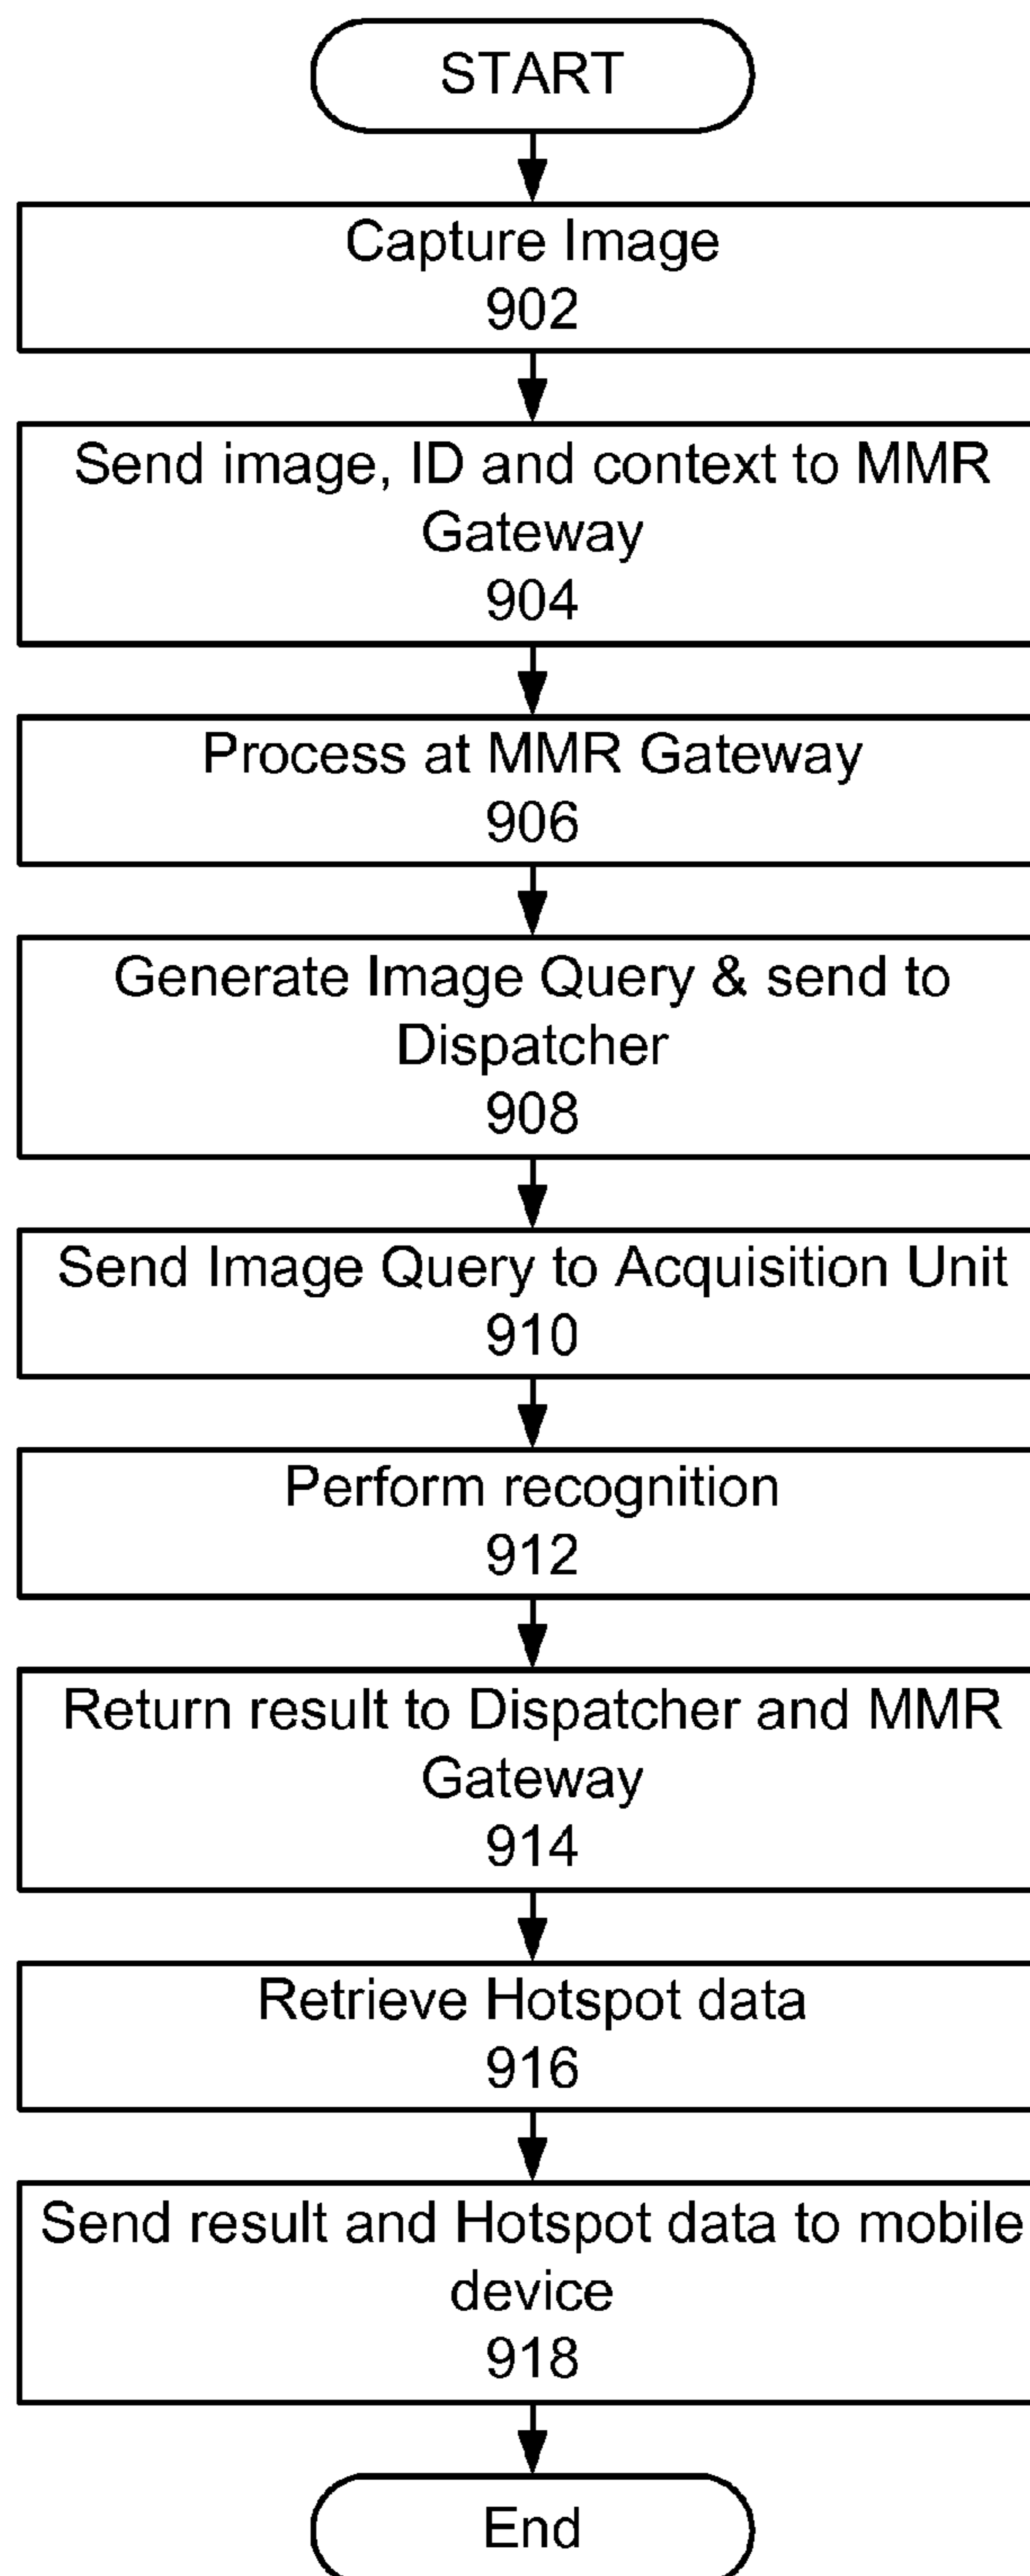 START
Capture Image
902
Send image, ID and context to MMR
Gateway
904
Process at MMR Gateway
906
Generate Image Query & send to
Dispatcher
908
Send Image Query to Acquisition Unit
910
Perform recognition
912
Return result to Dispatcher and MMR
Gateway
914
Retrieve Hotspot data
916
Send result and Hotspot data to mobile
device
918
End